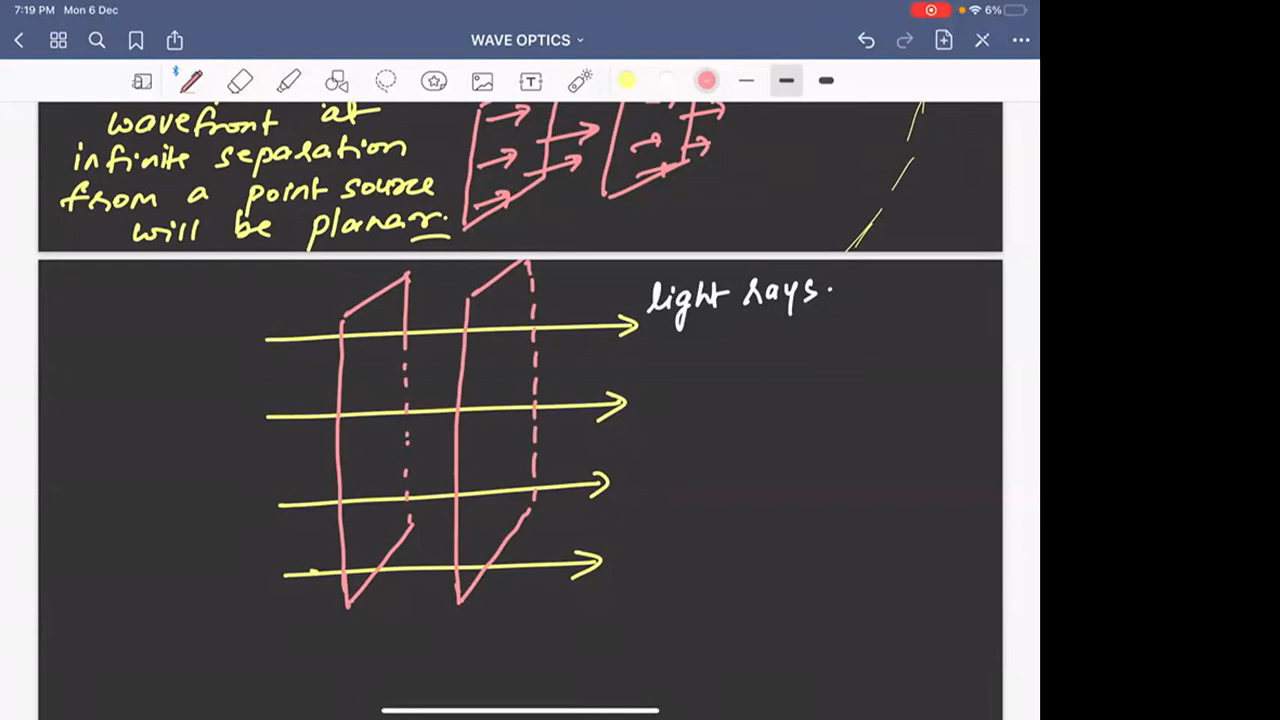 7:19 PM Mon 6 Dec
6%
WAVE OPTICS
wavefront at
infinite separation
from a point source
will be planar.
light rays.